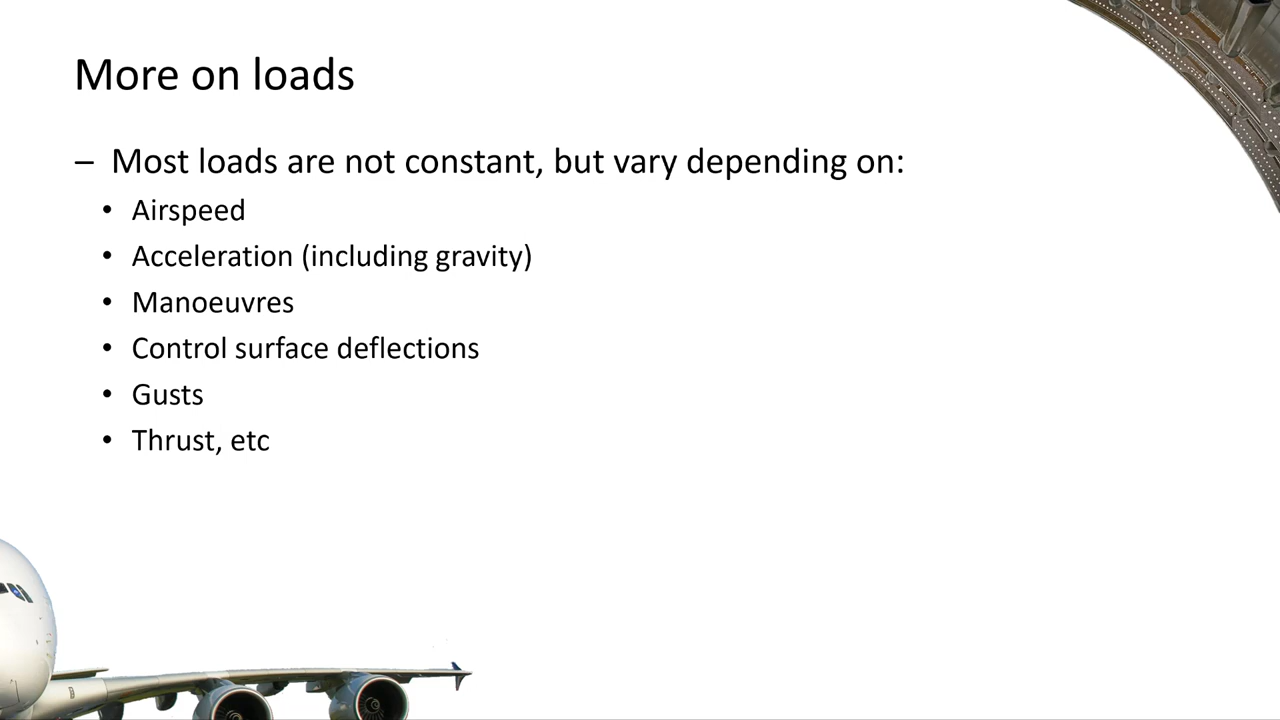 More on loads
– Most loads are not constant, but vary depending on:
• Airspeed
• Acceleration (including gravity)
• Manoeuvres
• Control surface deflections
• Gusts
• Thrust, etc